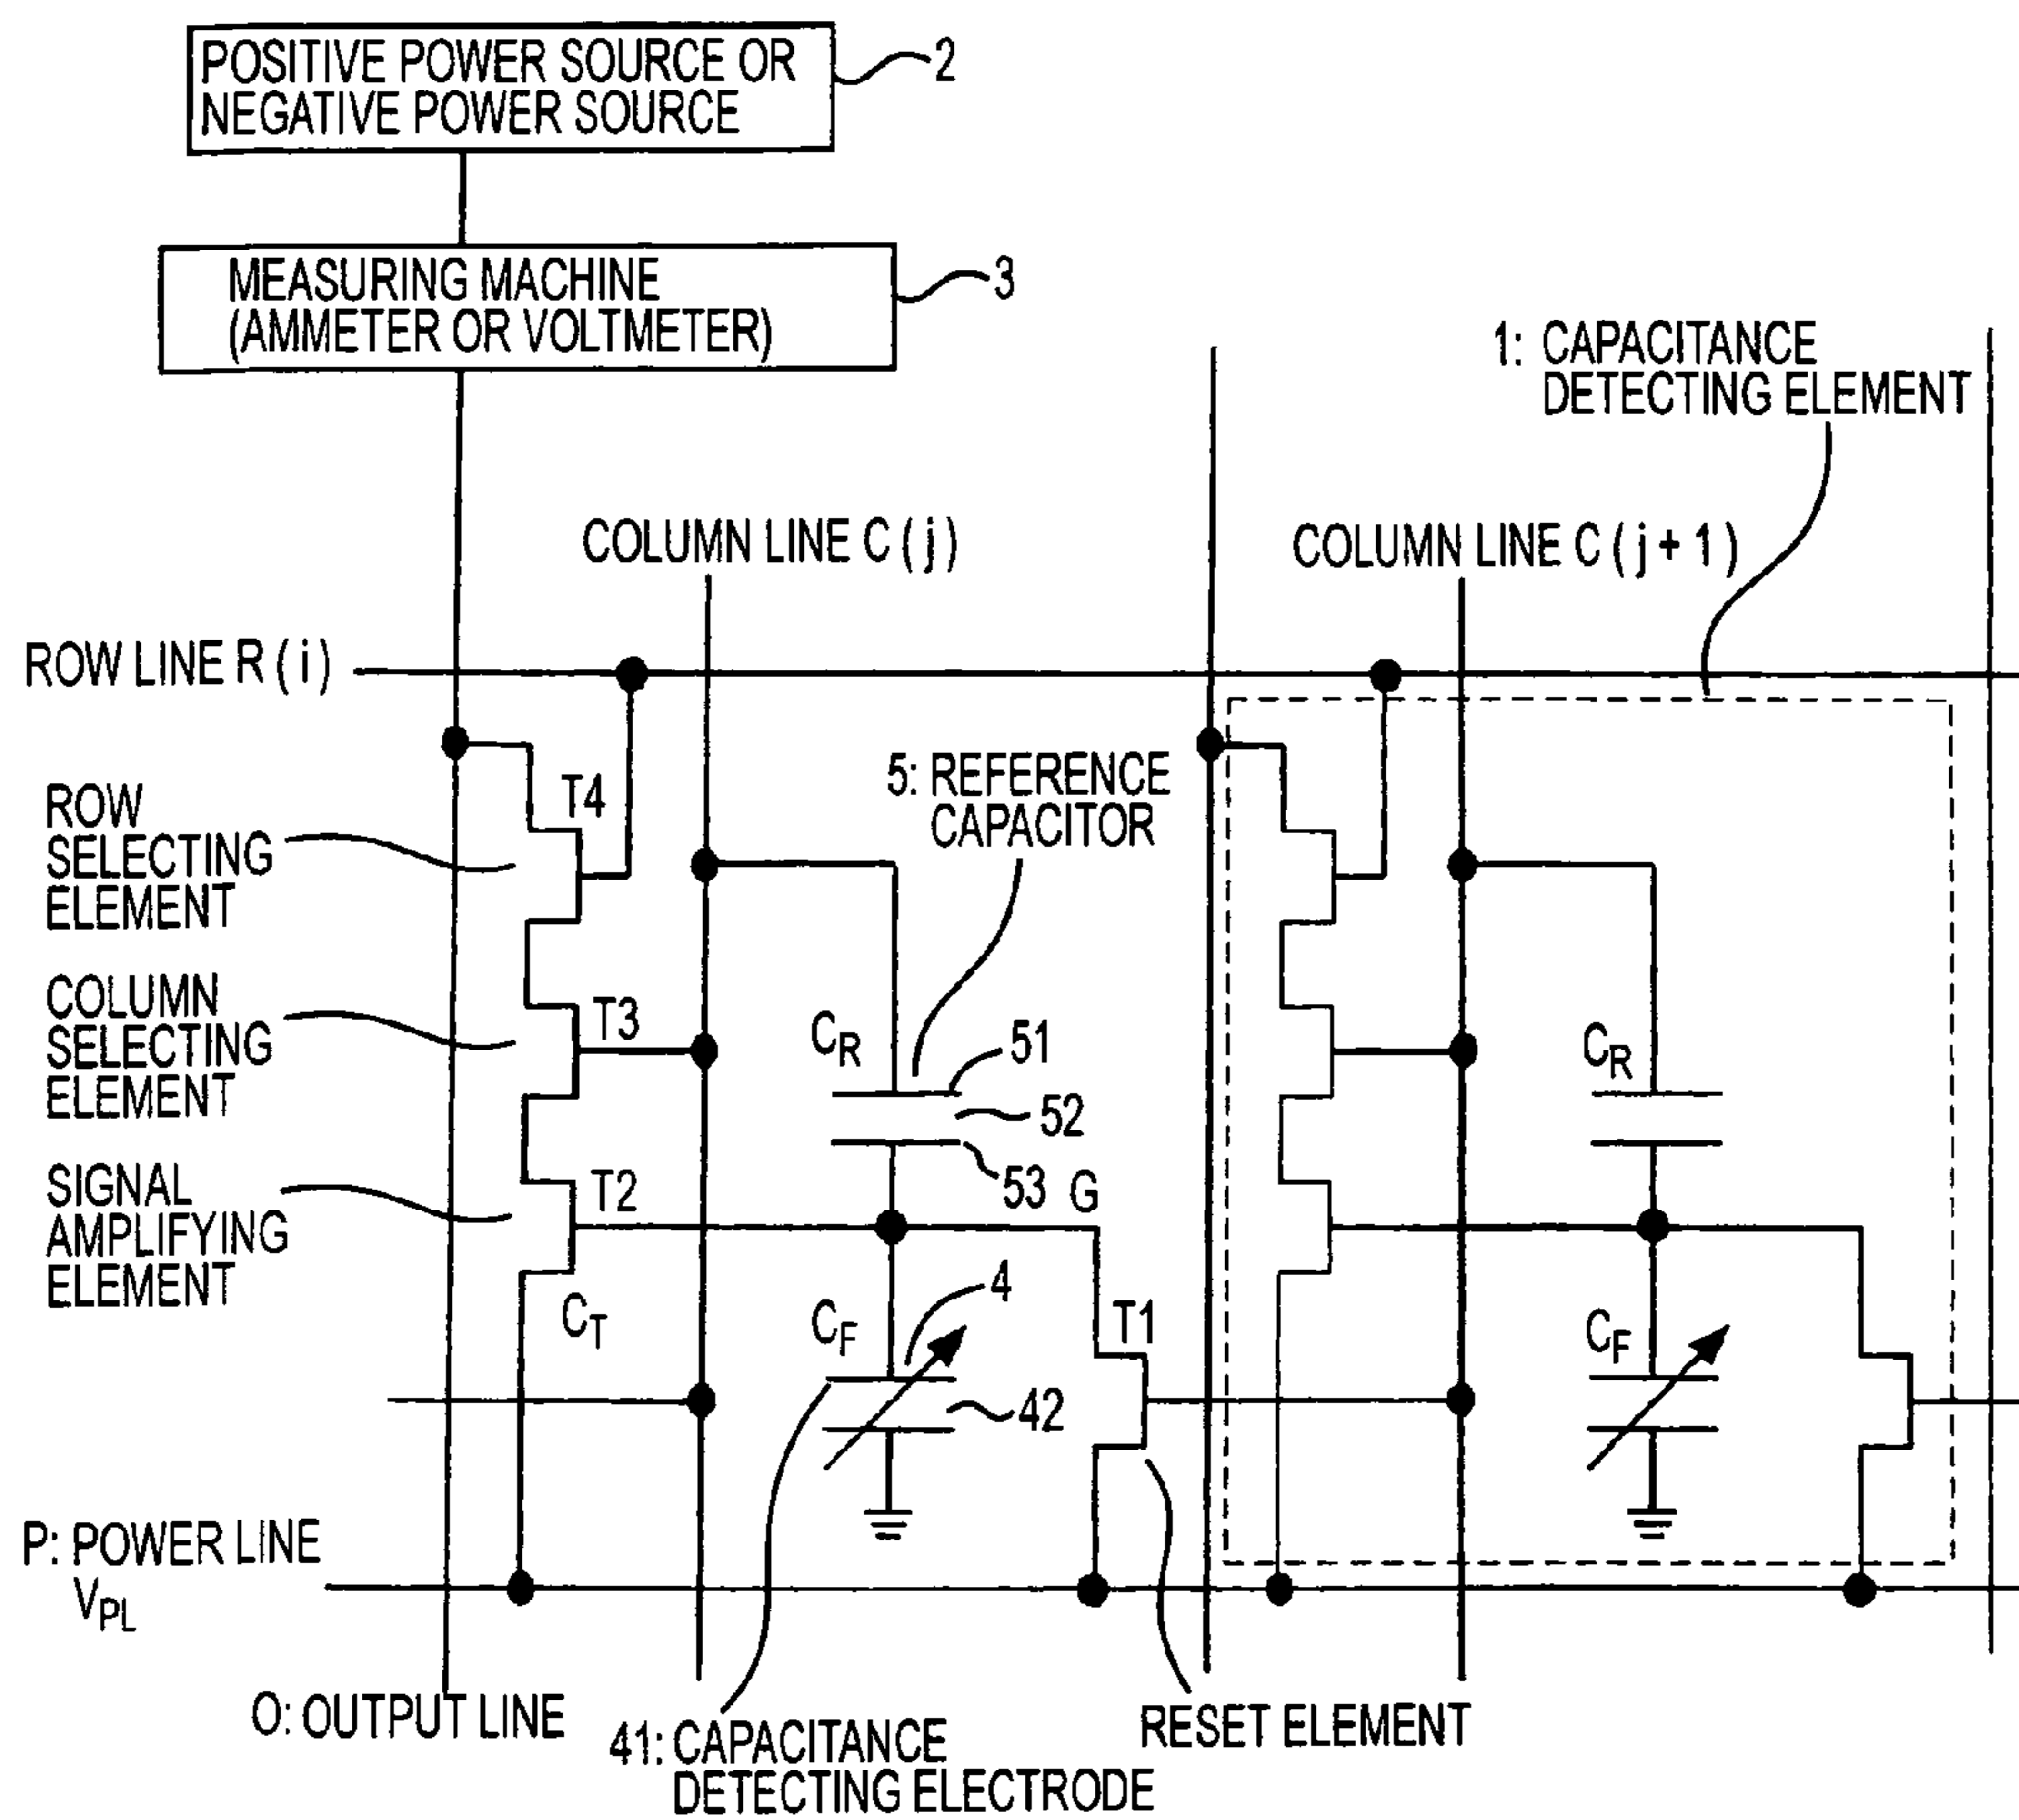 POSITIVE POWER SOURCE OR
NEGATIVE POWER SOURCE
2
MEASURING MACHINE
(AMMETER OR VOLTMETER)
3
1: CAPACITANCE
DETECTING ELEMENT
COLUMN LINE C ( j )
COLUMN LINE C ( j + 1 )
ROW LINE R ( i )
T4
5: REFERENCE
CAPACITOR
ROW
SELECTING
ELEMENT
COLUMN
SELECTING
ELEMENT
T3
CR
51
52
53
G
CR
SIGNAL
AMPLIFYING
ELEMENT
T2
CT
CF
4
42
T1
CF
P: POWER LINE
VPL
O: OUTPUT LINE
41: CAPACITANCE
DETECTING ELECTRODE
RESET ELEMENT